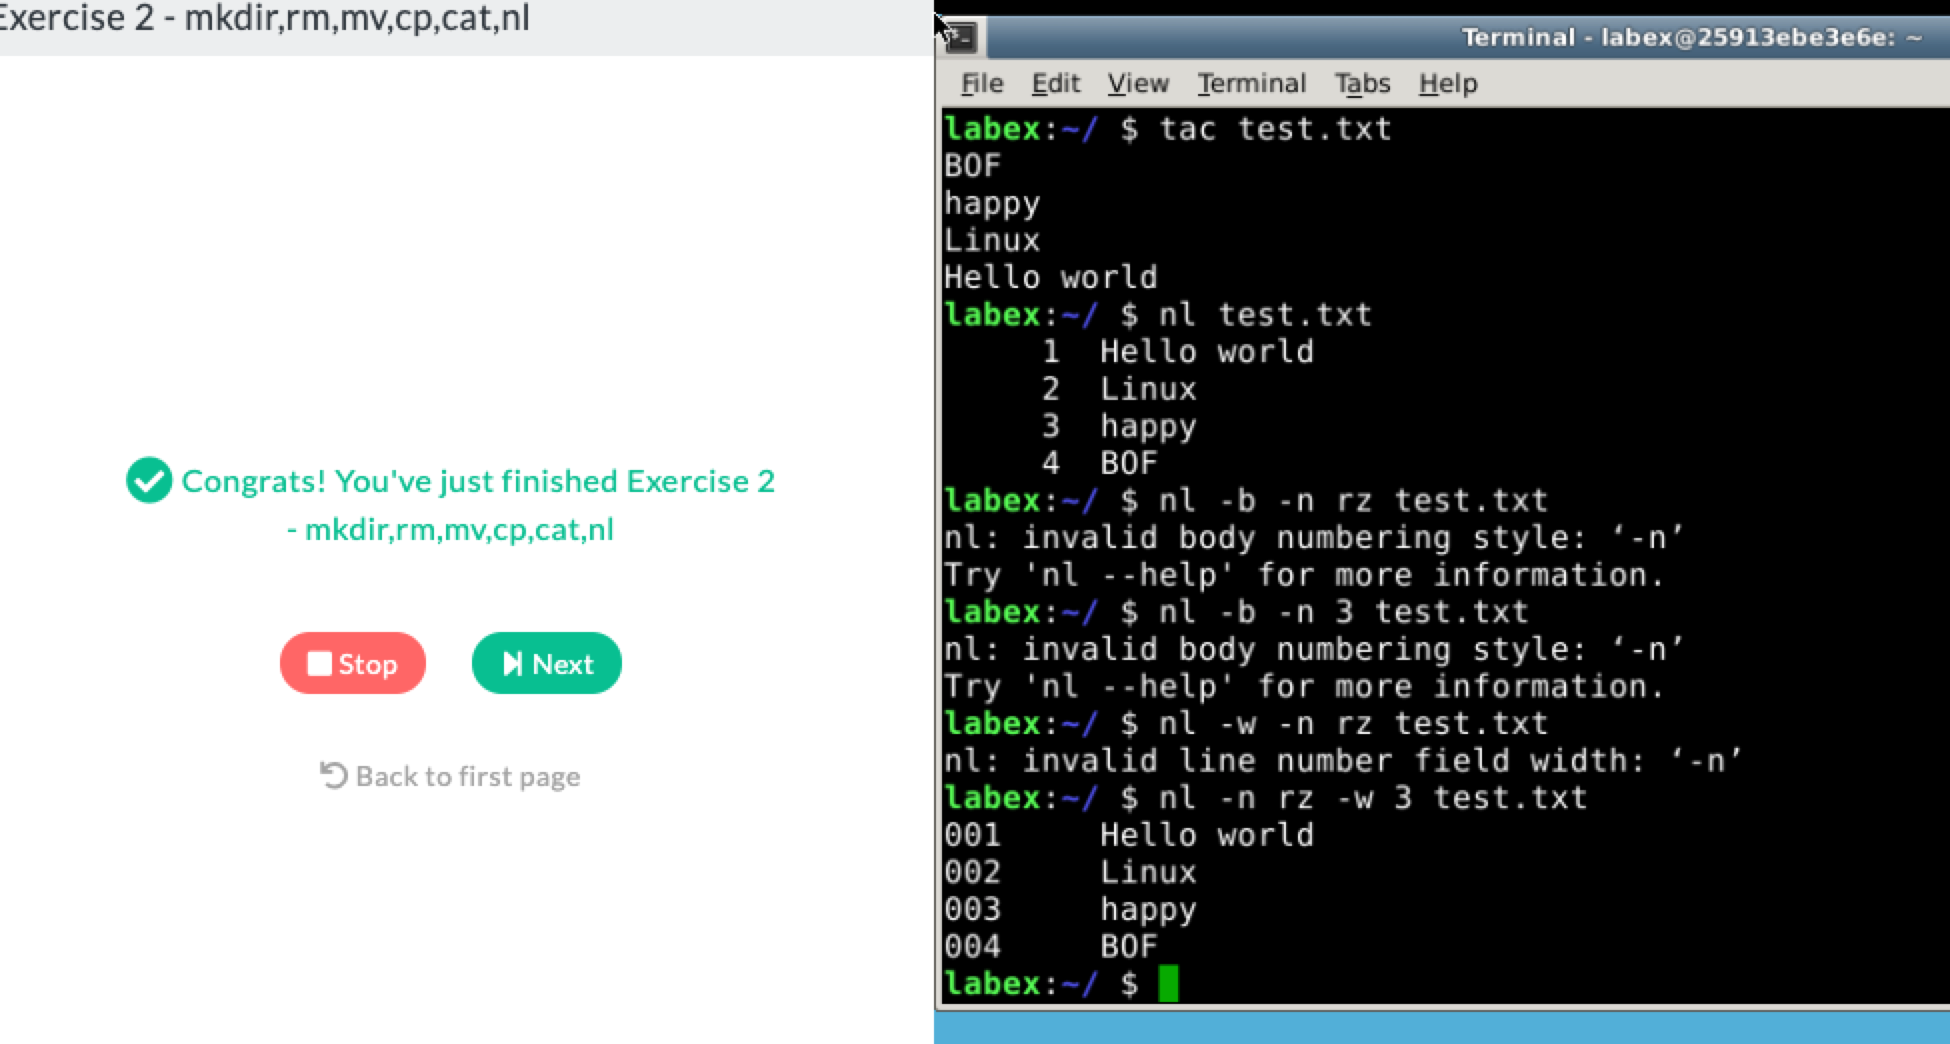 Exercise 2 - mkdir,rm,mv,cp,cat,nl
Congrats! You've just finished Exercise 2
- mkdir,rm,mv,cp,cat,nl
Stop
Next
Back to first page
Terminal - labex@25913ebe3e6e: ~
File Edit View Terminal Tabs Help
labex:~/ $ tac test.txt
BOF
happy
Linux
Hello world
labex:~/ $ nl test.txt
1 Hello world
2 Linux
3 happy
4 BOF
labex:~/ $ nl -b -n rz test.txt
nl: invalid body numbering style: ‘-n’
Try 'nl --help' for more information.
labex:~/ $ nl -b -n 3 test.txt
nl: invalid body numbering style: ‘-n’
Try 'nl --help' for more information.
labex:~/ $ nl -w -n rz test.txt
nl: invalid line number field width: ‘-n’
labex:~/ $ nl -n rz -w 3 test.txt
001 Hello world
002 Linux
003 happy
004 BOF
labex:~/ $